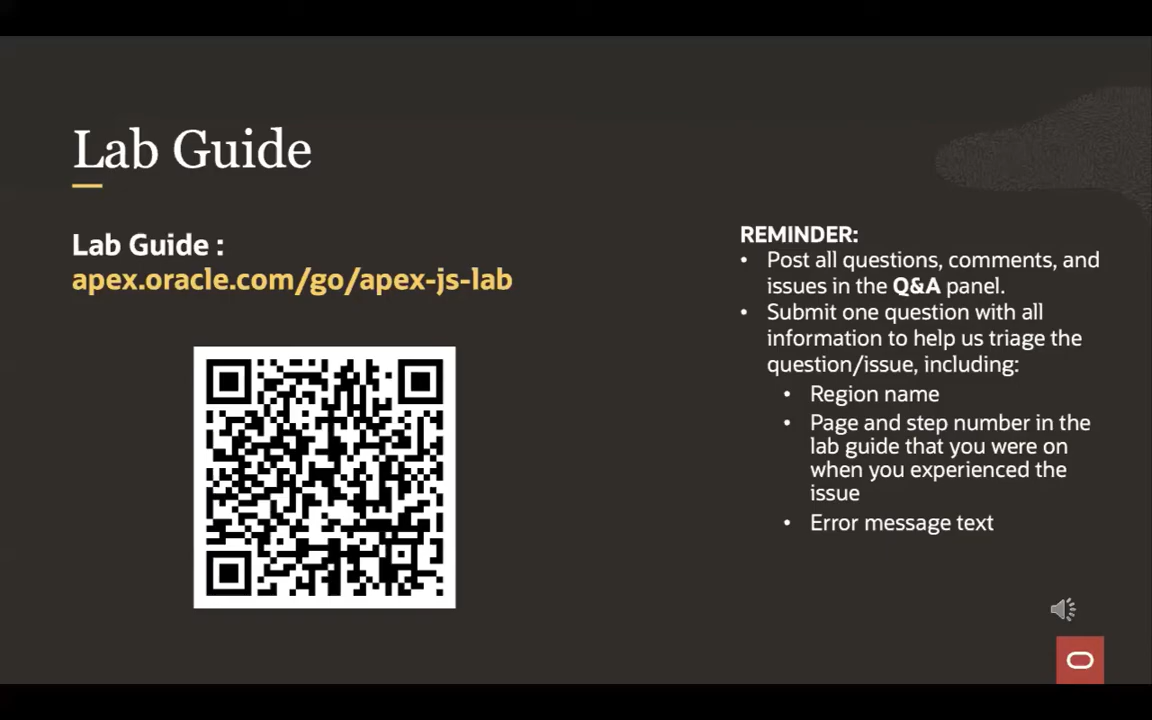 Lab Guide
Lab Guide :
apex.oracle.com/go/apex-js-lab
REMINDER:
• Post all questions, comments, and
issues in the Q&A panel.
• Submit one question with all
information to help us triage the
question/issue, including:
• Region name
• Page and step number in the
lab guide that you were on
when you experienced the
issue
• Error message text